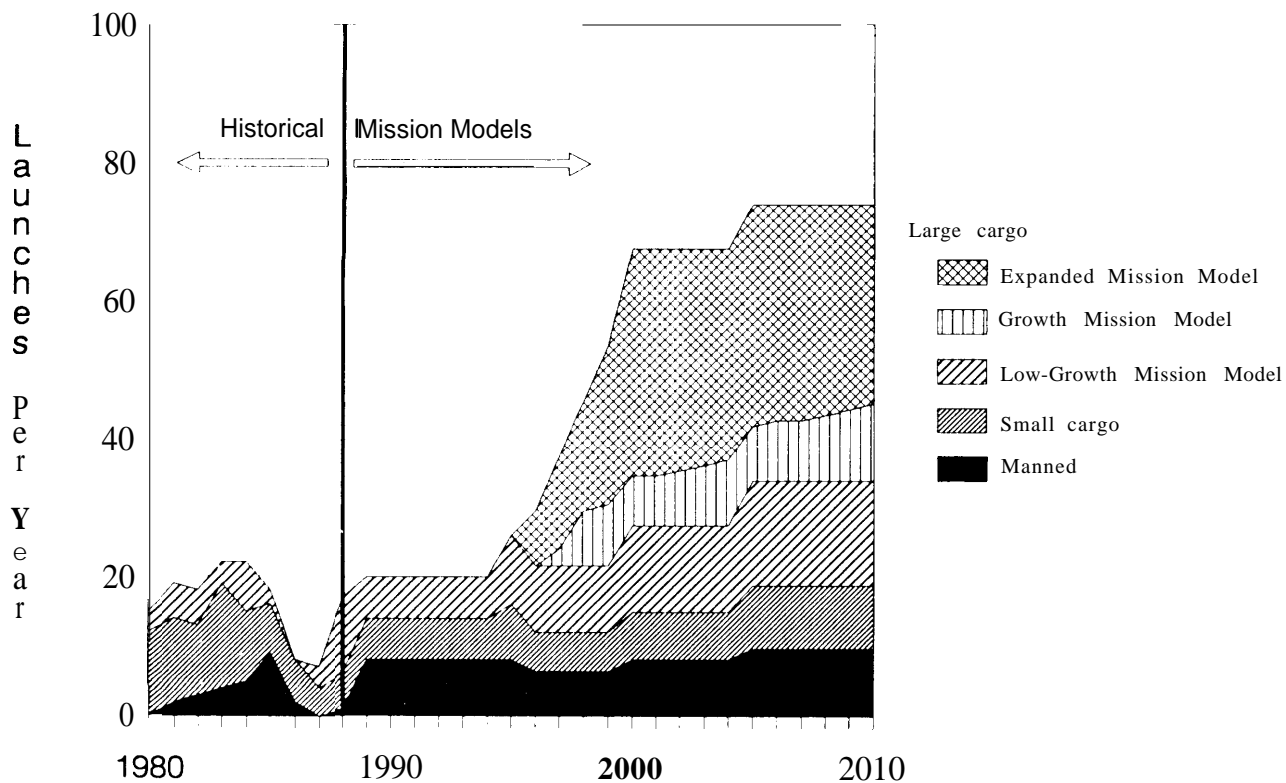 100
80
60
40
20
0
Launches Per Year
Historical
Mission Models
1980
1990
2000
2010
Large cargo
Expanded Mission Model
Growth Mission Model
Low-Growth Mission Model
Small cargo
Manned